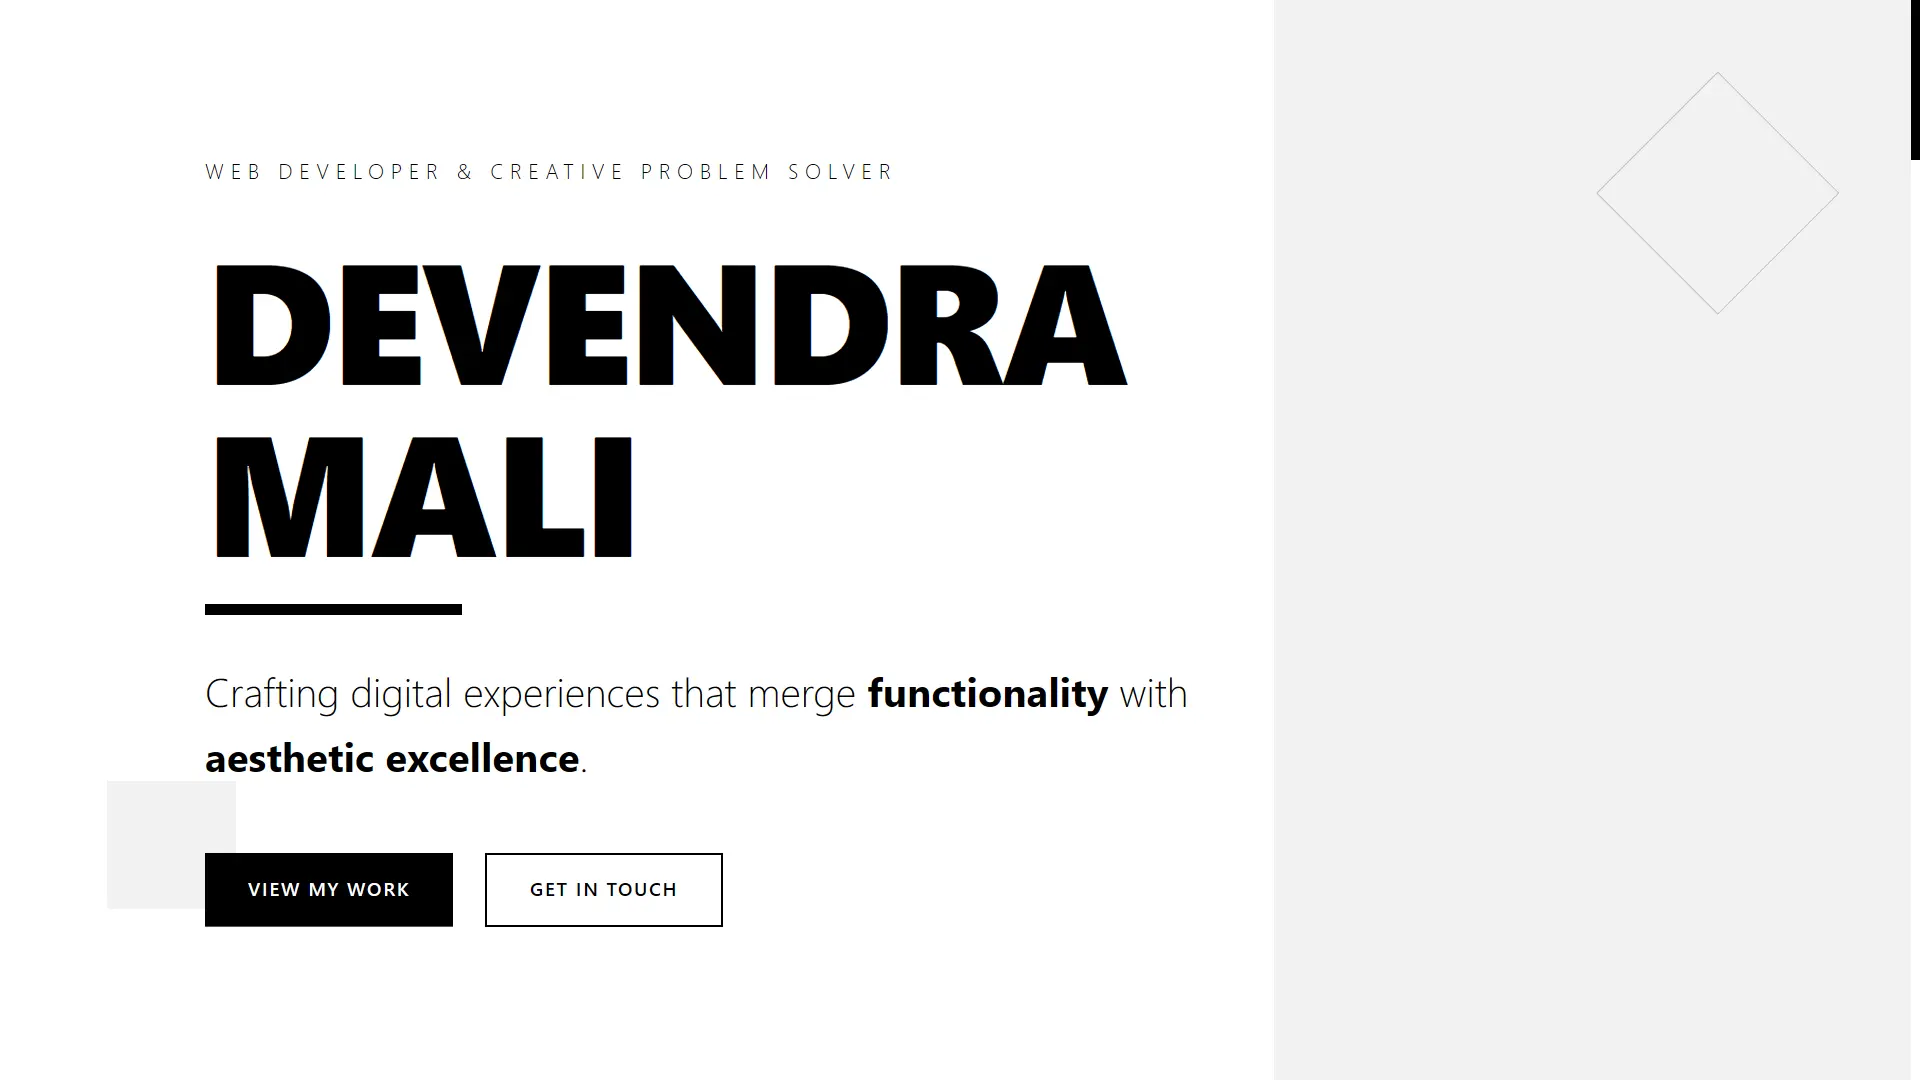 WEB DEVELOPER & CREATIVE PROBLEM SOLVER
DEVENDRA
MALI
Crafting digital experiences that merge functionality with
aesthetic excellence.
VIEW MY WORK
GET IN TOUCH